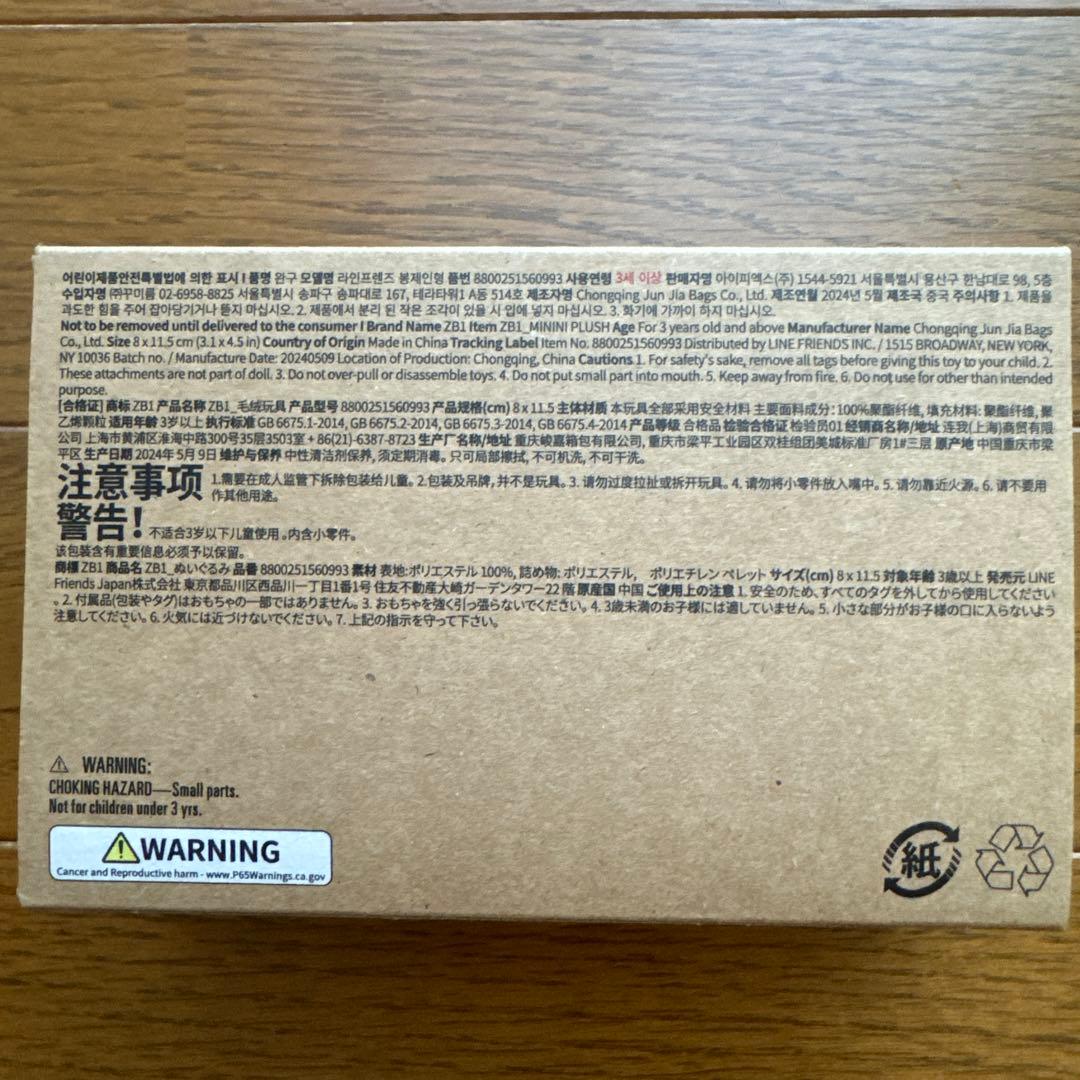 어린이제품안전특별법에 의한 표시 I 품명 완구 모델명 라인프렌즈 봉제인형 품번 8800251560993 사용연령 3세 이상 판매자명 아이피엑스(주) 1544-5921 서울특별시 용산구 한남대로 98, 5층
수입자명 ㈜꾸미름 02-6958-8825 서울특별시 송파구 송파대로 167, 테라타워1 A동 514호 제조자명 Chongqing Jun Jia Bags Co., Ltd. 제조연월 2024년 5월 제조국 중국 주의사항 1. 제품을
과도한 힘을 주어 잡아당기거나 뜯지 마십시오. 2. 제품에서 분리 된 작은 조각이 있을 시 입에 넣지 마십시오. 3. 화기에 가까이 하지 마십시오.
Not to be removed until delivered to the consumer I Brand Name ZB1 Item ZB1_MININI PLUSH Age For 3 years old and above Manufacturer Name Chongqing Jun Jia Bags
Co., Ltd. Size 8 x 11.5 cm (3.1 x 4.5 in) Country of Origin Made in China Tracking Label Item No. 8800251560993 Distributed by LINE FRIENDS INC. / 1515 BROADWAY, NEW YORK,
NY 10036 Batch no. / Manufacture Date: 20240509 Location of Production: Chongqing, China Cautions 1. For safety's sake, remove all tags before giving this toy to your child. 2.
These attachments are not part of doll. 3. Do not over-pull or disassemble toys. 4. Do not put small part into mouth. 5. Keep away from fire. 6. Do not use for other than intended
purpose.
[合格证] 商标 ZB1 产品名称 ZB1_毛绒玩具 产品型号 8800251560993 产品规格(cm) 8 x 11.5 主体材质 本玩具全部采用安全材料 主要面料成分: 100%聚酯纤维, 填充材料: 聚酯纤维, 聚
乙烯颗粒 适用年龄 3岁以上 执行标准 GB 6675.1-2014, GB 6675.2-2014, GB 6675.3-2014, GB 6675.4-2014 产品等级 合格品 检验合格证 检验员01 经销商名称/地址 连我(上海)商贸有限
公司 上海市黄浦区淮海中路300号35层3503室 + 86(21)-6387-8723 生产厂名称/地址 重庆峻嘉箱包有限公司, 重庆市梁平工业园区双桂组团美城标准厂房1#三层 原产地 中国重庆市梁
平区 生产日期 2024年 5月 9日 维护与保养 中性清洁剂保养, 须定期消毒。只可局部擦拭, 不可机洗, 不可干洗。
注意事项 1.需要在成人监管下拆除包装给儿童。2.包装及吊牌, 并不是玩具。3. 请勿过度拉扯或拆开玩具。4. 请勿将小零件放入嘴中。5. 请勿靠近火源。6. 请不要用
作其他用途。
警告! 不适合3岁以下儿童使用。内含小零件。
该包装含有重要信息必须予以保留。
商標 ZB1 商品名 ZB1_ぬいぐるみ 品番 8800251560993 素材 表地:ポリエステル 100%, 詰め物: ポリエステル, ポリエチレン ペレット サイズ(cm) 8 x 11.5 対象年齢 3歳以上 発売元 LINE
Friends Japan株式会社 東京都品川区西品川一丁目1番1号 住友不動産大崎ガーデンタワー22 階 原産国 中国 ご使用上の注意 1. 安全のため、すべてのタグを外してから使用してください
。2. 付属品(包装やタグ)はおもちゃの一部ではありません。3. おもちゃを強く引っ張らないでください。4. 3歳未満のお子様には適していません。5. 小さな部分がお子様の口に入らないよう
注意してください。6. 火気には近づけないでください。7. 上記の指示を守って下さい。
⚠ WARNING:
CHOKING HAZARD—Small parts.
Not for children under 3 yrs.
⚠WARNING
Cancer and Reproductive harm - www.P65Warnings.ca.gov
紙